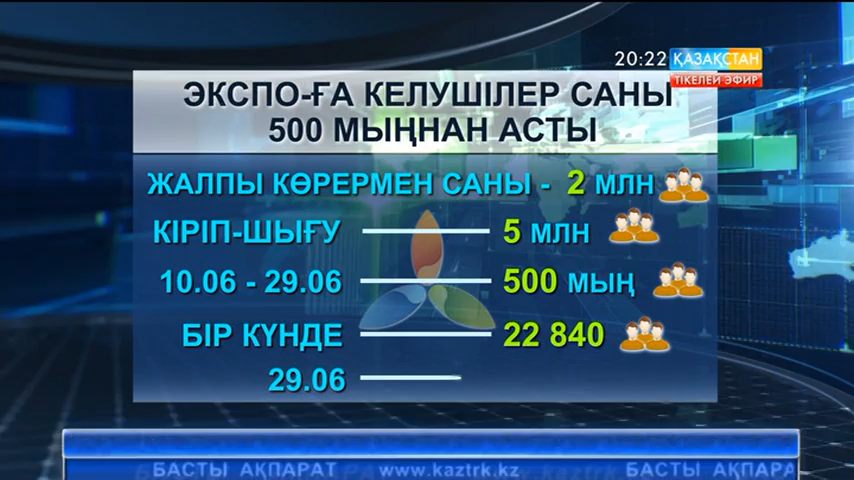 20:22 ҚАЗАҚСТАН
ТІКЕЛЕЙ ЭФИР
ЭКСПО-ҒА КЕЛУШІЛЕР САНЫ
500 МЫҢНАН АСТЫ
ЖАЛПЫ КӨРЕРМЕН САНЫ - 2 МЛН
КІРІП-ШЫҒУ 5 МЛН
10.06 - 29.06 500 МЫҢ
БІР КҮНДЕ 22 840
29.06
БАСТЫ АҚПАРАТ www.kaztrk.kz БАСТЫ АҚПАРА